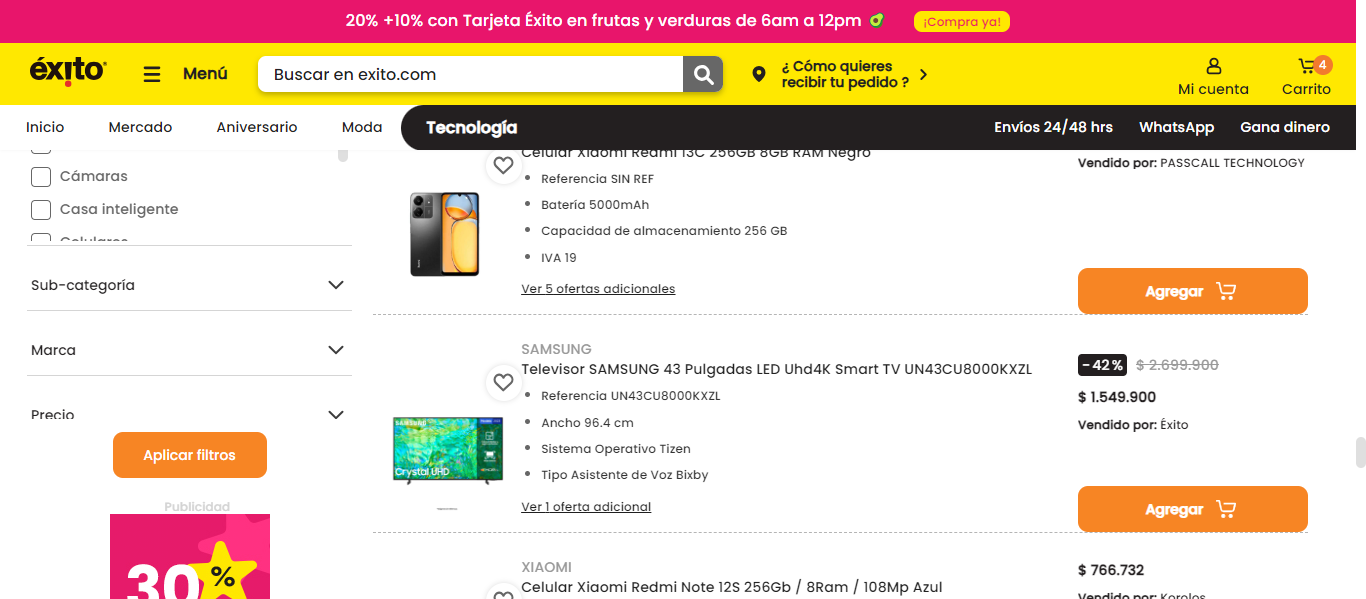 20% +10% con Tarjeta Éxito en frutas y verduras de 6am a 12pm
¡Compra ya!
éxito
Menú
Buscar en exito.com
¿ Cómo quieres
recibir tu pedido ?
Mi cuenta
4
Carrito
Inicio
Mercado
Aniversario
Moda
Tecnología
Envíos 24/48 hrs
WhatsApp
Gana dinero
Cámaras
Casa inteligente
Celulares
Sub-categoría
Marca
Precio
Aplicar filtros
Publicidad
30%
Celular Xiaomi Redmi 13C 256GB 8GB RAM Negro
Referencia SIN REF
Batería 5000mAh
Capacidad de almacenamiento 256 GB
IVA 19
Ver 5 ofertas adicionales
Vendido por: PASSCALL TECHNOLOGY
Agregar
SAMSUNG
Televisor SAMSUNG 43 Pulgadas LED Uhd4K Smart TV UN43CU8000KXZL
Referencia UN43CU8000KXZL
Ancho 96.4 cm
Sistema Operativo Tizen
Tipo Asistente de Voz Bixby
Ver 1 oferta adicional
SAMSUNG
Crystal UHD
-42% $ 2.699.900
$ 1.549.900
Vendido por: Éxito
Agregar
XIAOMI
Celular Xiaomi Redmi Note 12S 256Gb / 8Ram / 108Mp Azul
$ 766.732
Vendido por: Korolos